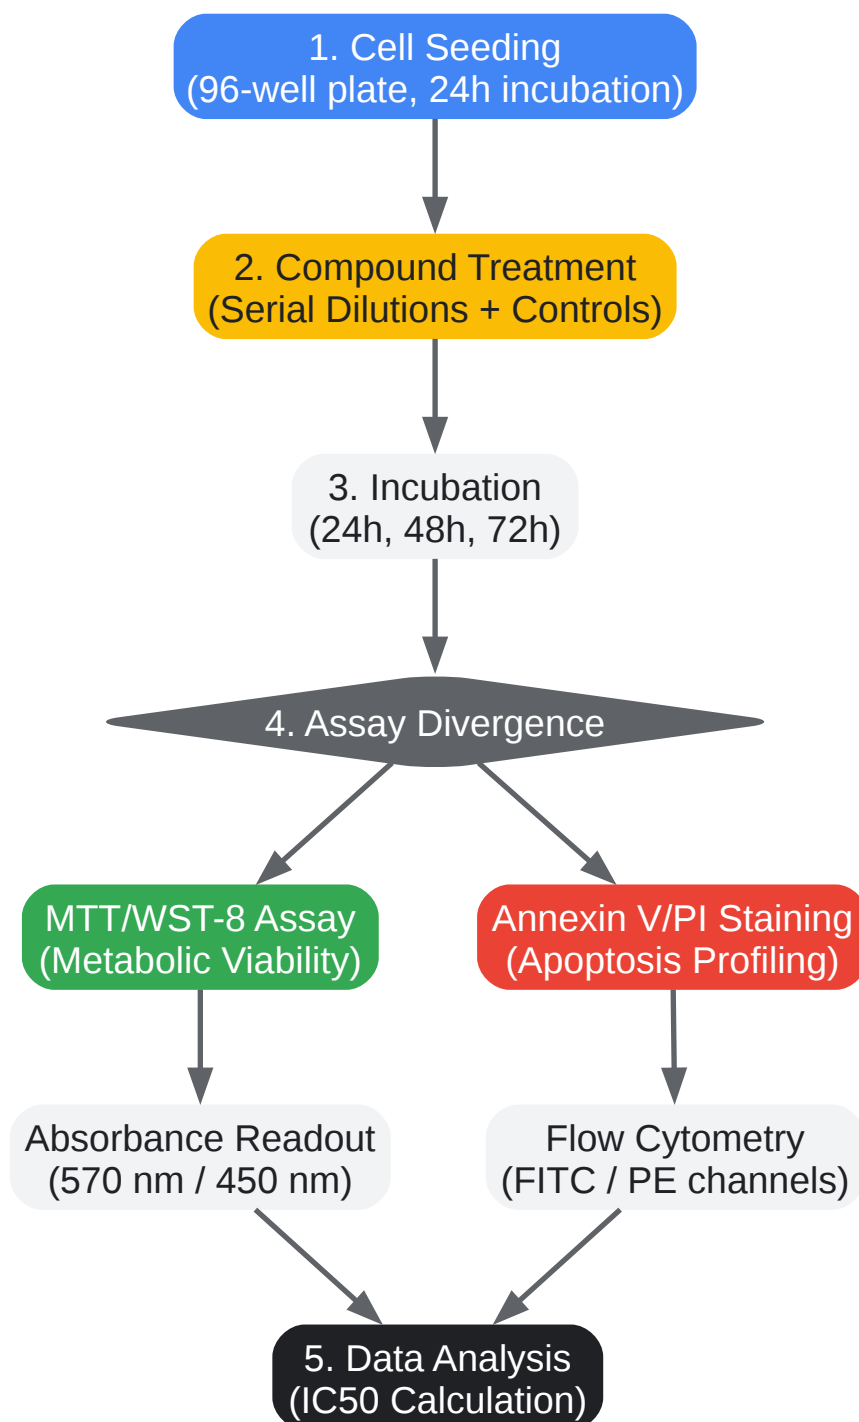 1. Cell Seeding
(96-well plate, 24h incubation)
2. Compound Treatment
(Serial Dilutions + Controls)
3. Incubation
(24h, 48h, 72h)
4. Assay Divergence
MTT/WST-8 Assay
(Metabolic Viability)
Annexin V/PI Staining
(Apoptosis Profiling)
Absorbance Readout
(570 nm / 450 nm)
Flow Cytometry
(FITC / PE channels)
5. Data Analysis
(IC50 Calculation)